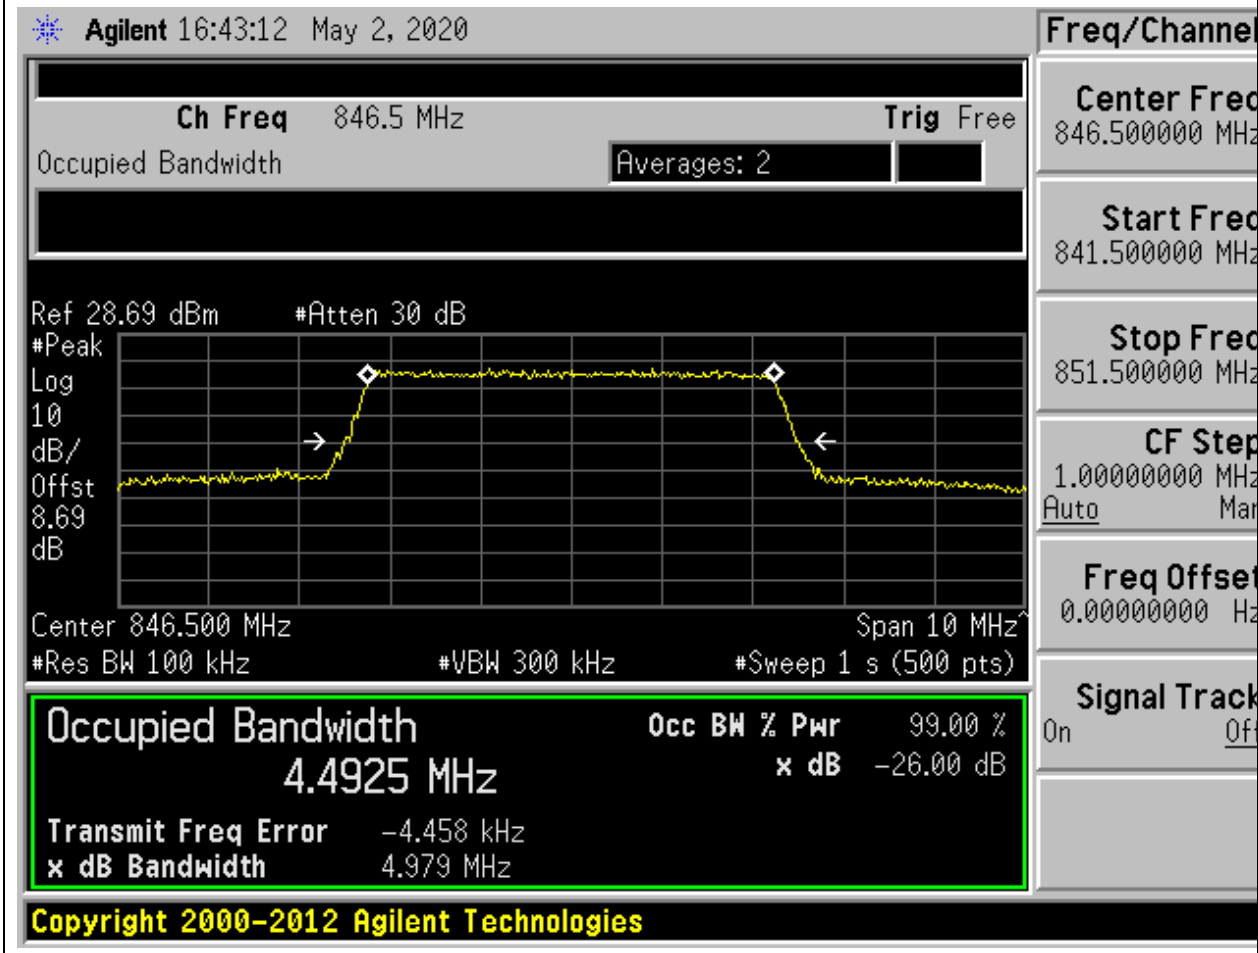 Agilent 16:43:12 May 2, 2020
Freq/Channel
Ch Freq 846.5 MHz Trig Free
Occupied Bandwidth Averages: 2
Center Freq
846.500000 MHz
Start Freq
841.500000 MHz
Stop Freq
851.500000 MHz
CF Step
1.00000000 MHz
Auto Man
Freq Offset
0.00000000 Hz
Signal Track
On Off
Ref 28.69 dBm #Atten 30 dB
#Peak
Log
10
dB/
Offst
8.69
dB
Center 846.500 MHz Span 10 MHz^
#Res BW 100 kHz #VBW 300 kHz #Sweep 1 s (500 pts)
Occupied Bandwidth Occ BW % Pwr 99.00 %
4.4925 MHz x dB -26.00 dB
Transmit Freq Error -4.458 kHz
x dB Bandwidth 4.979 MHz
Copyright 2000-2012 Agilent Technologies